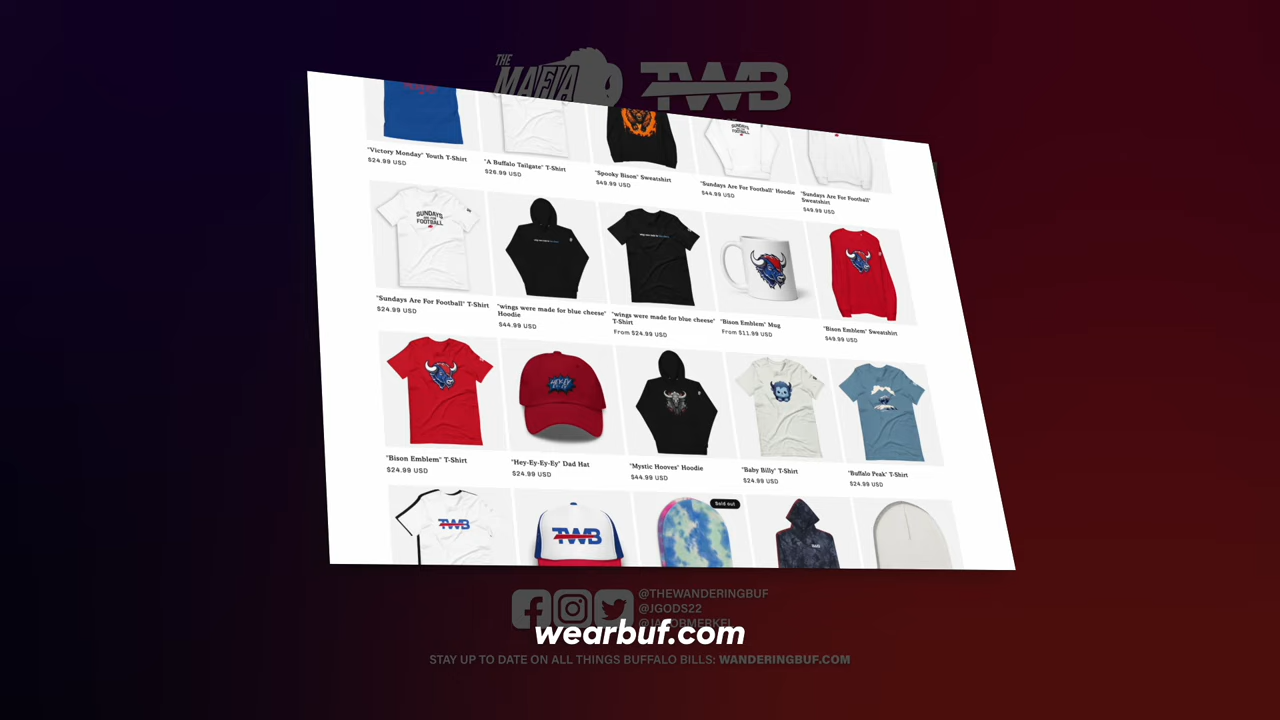 THE
MAFIA
TWB
"Victory Monday" Youth T-Shirt
$24.99 USD
"A Buffalo Tailgate" T-Shirt
$26.99 USD
"Spooky Bison" Sweatshirt
$49.99 USD
SUNDAYS
ARE FOR
FOOTBALL
"Sundays Are For Football" Hoodie
$44.99 USD
"Sundays Are For Football"
Sweatshirt
$49.99 USD
SUNDAYS
ARE FOR
FOOTBALL
"Sundays Are For Football" T-Shirt
$24.99 USD
"wings were made for blue cheese"
Hoodie
$44.99 USD
"wings were made for blue cheese"
T-Shirt
From $24.99 USD
"Bison Emblem" Mug
From $11.99 USD
"Bison Emblem" Sweatshirt
$49.99 USD
"Bison Emblem" T-Shirt
$24.99 USD
"Hey-Ey-Ey-Ey" Dad Hat
$24.99 USD
"Mystic Hooves" Hoodie
$44.99 USD
"Baby Billy" T-Shirt
$24.99 USD
"Buffalo Peak" T-Shirt
$24.99 USD
TWB
TWB
Sold out
@THEWANDERINGBUF
@JGODS22
wearbuf.com
STAY UP TO DATE ON ALL THINGS BUFFALO BILLS: WANDERINGBUF.COM